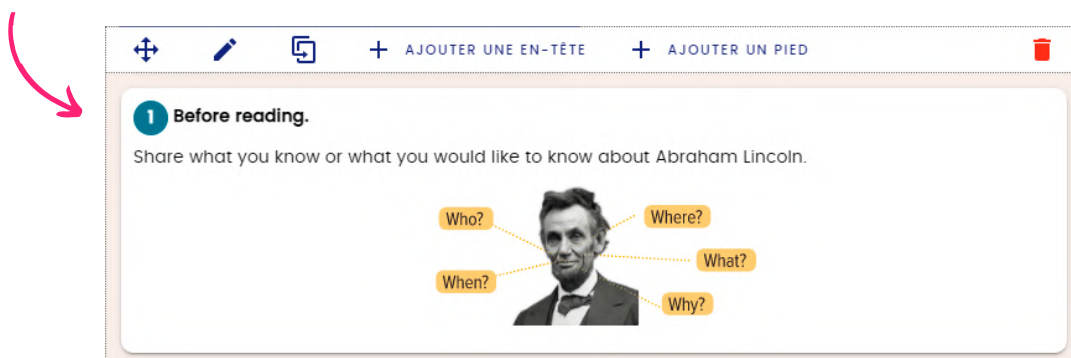 AJOUTER UNE EN-TÊTE
AJOUTER UN PIED
1 Before reading.
Share what you know or what you would like to know about Abraham Lincoln.
Who?
Where?
What?
When?
Why?